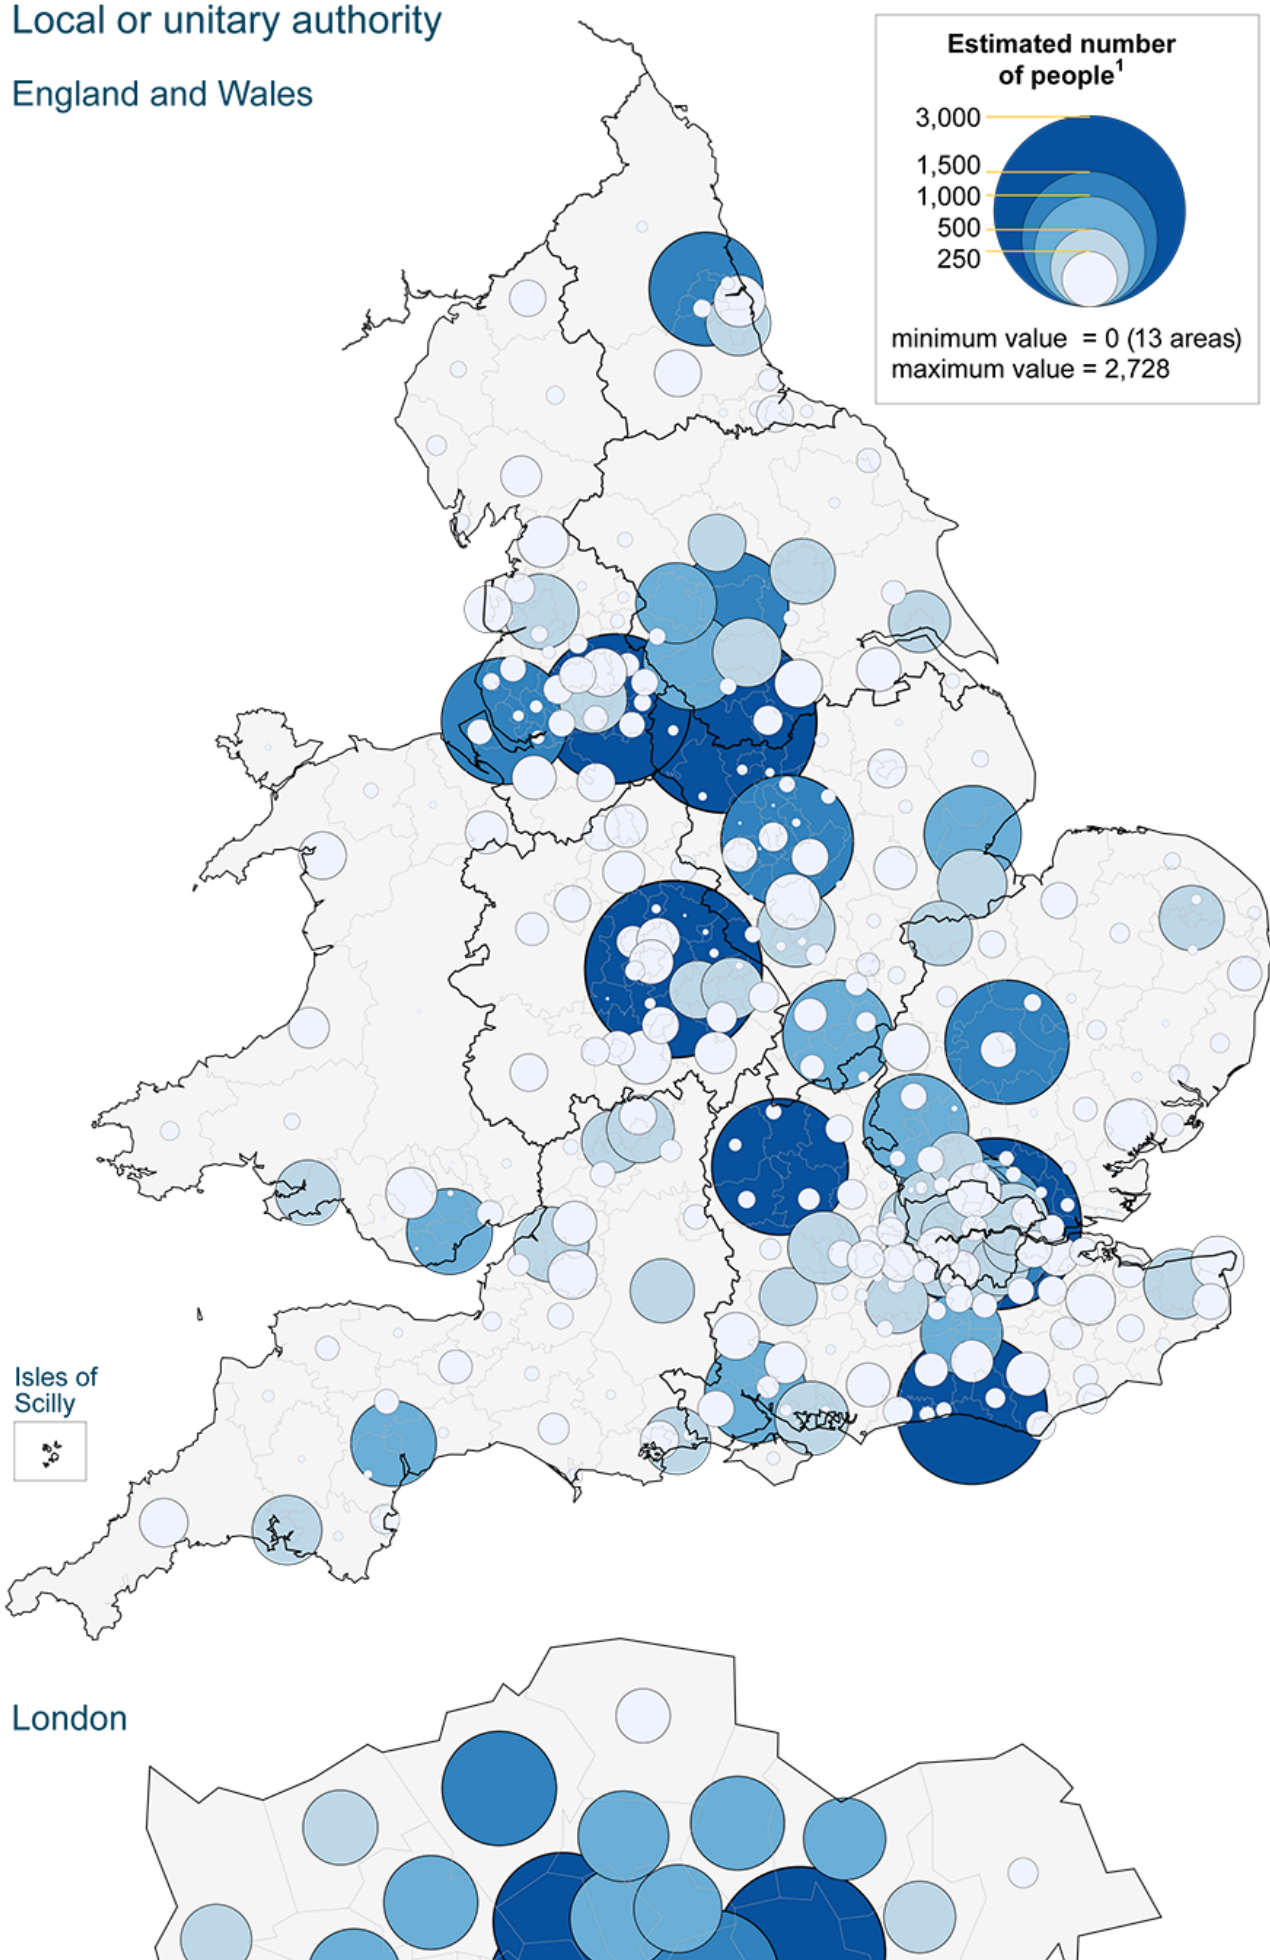 Local or unitary authority
England and Wales
Estimated number
of people¹
3,000
1,500
1,000
500
250
minimum value = 0 (13 areas)
maximum value = 2,728
Isles of
Scilly
London